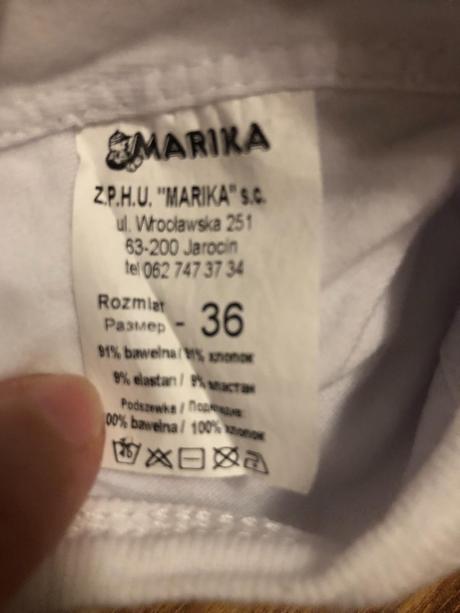 MARIKA
Z.P.H.U. "MARIKA" s.c.
ul. Wrocławska 251
63-200 Jarocin
tel 062 747 37 34
Rozmiar
Размер - 36
91% bawełna / 91% хлопок
9% elastan / 9% эластан
Podszewka /
100% bawełna / 100% хлопок